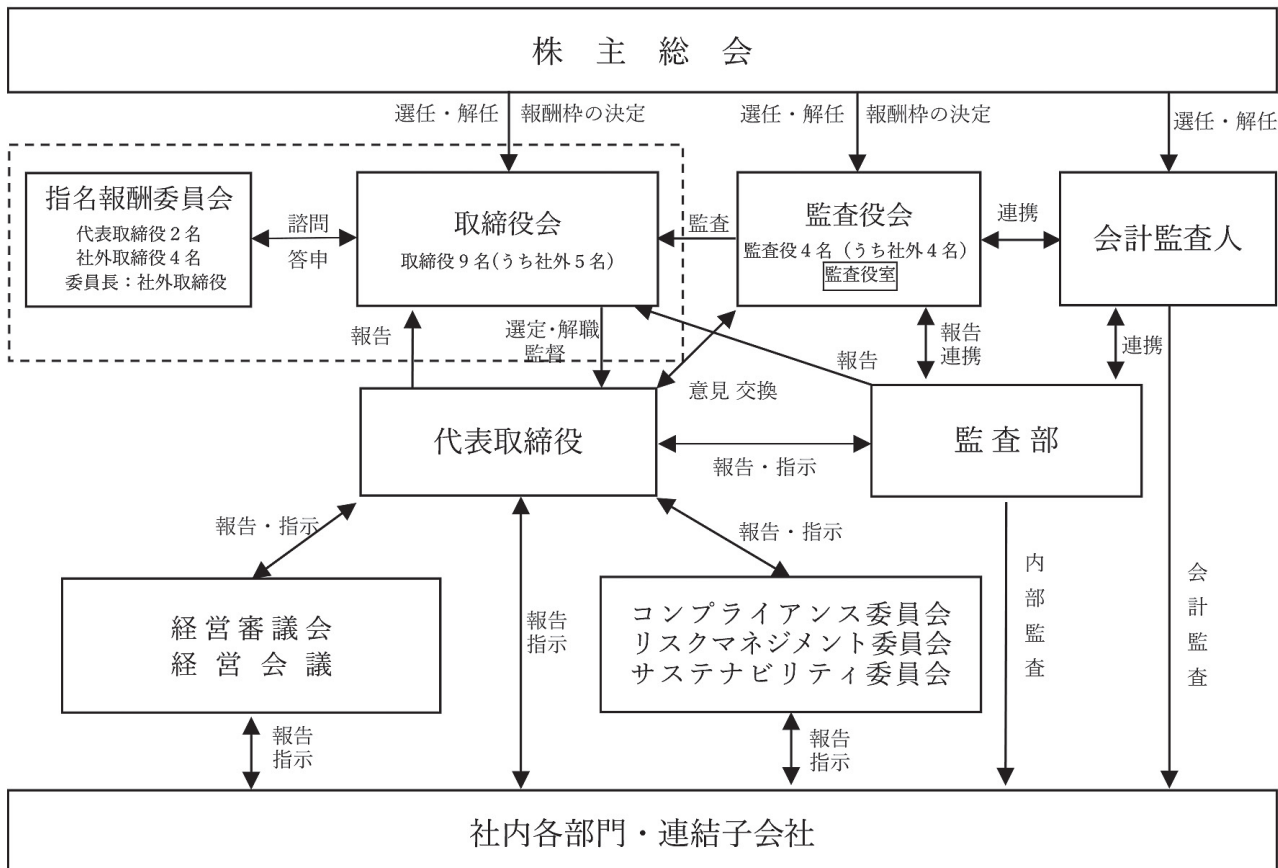 株主総会
選任・解任
報酬枠の決定
選任・解任
報酬枠の決定
選任・解任
指名報酬委員会
代表取締役2名
社外取締役4名
委員長：社外取締役
諮問
答申
取締役会
取締役9名(うち社外5名)
監査
監査役会
監査役4名（うち社外4名）
監査役室
連携
会計監査人
報告
選定・解職
監督
意見 交換
報告
報告
連携
連携
代表取締役
報告・指示
監査部
報告・指示
報告・指示
経営審議会
経営会議
報告
指示
コンプライアンス委員会
リスクマネジメント委員会
サステナビリティ委員会
内部監査
会計監査
報告
指示
報告
指示
社内各部門・連結子会社